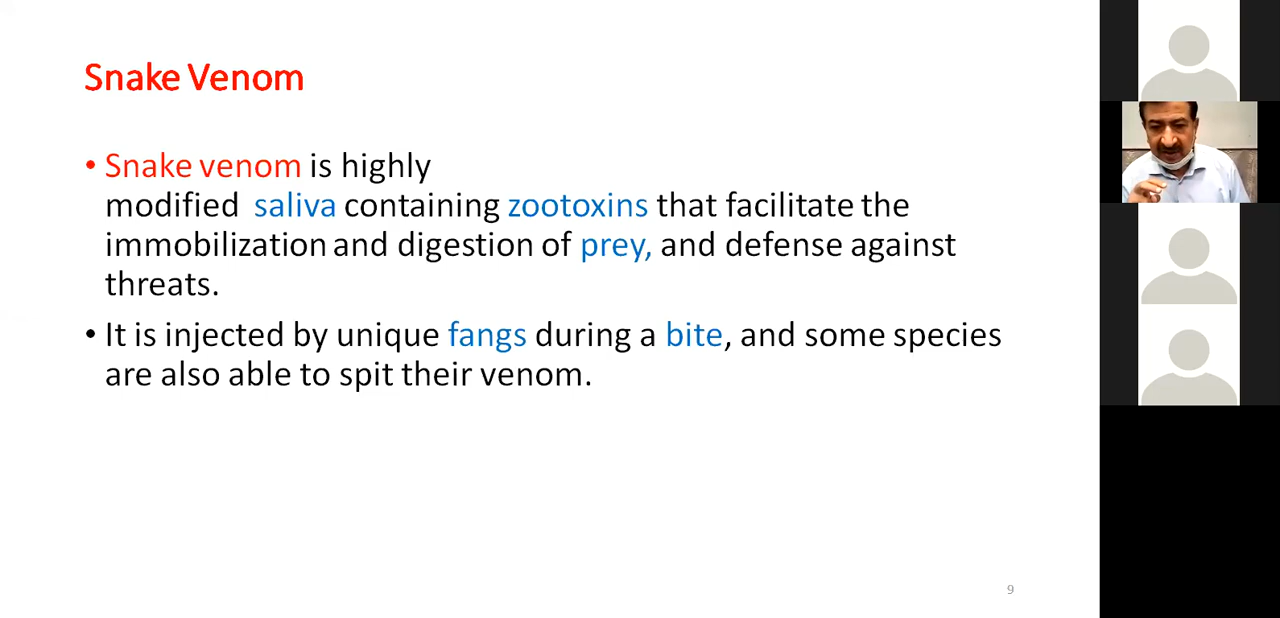 Snake Venom
• Snake venom is highly
modified saliva containing zootoxins that facilitate the
immobilization and digestion of prey, and defense against
threats.
• It is injected by unique fangs during a bite, and some species
are also able to spit their venom.
9